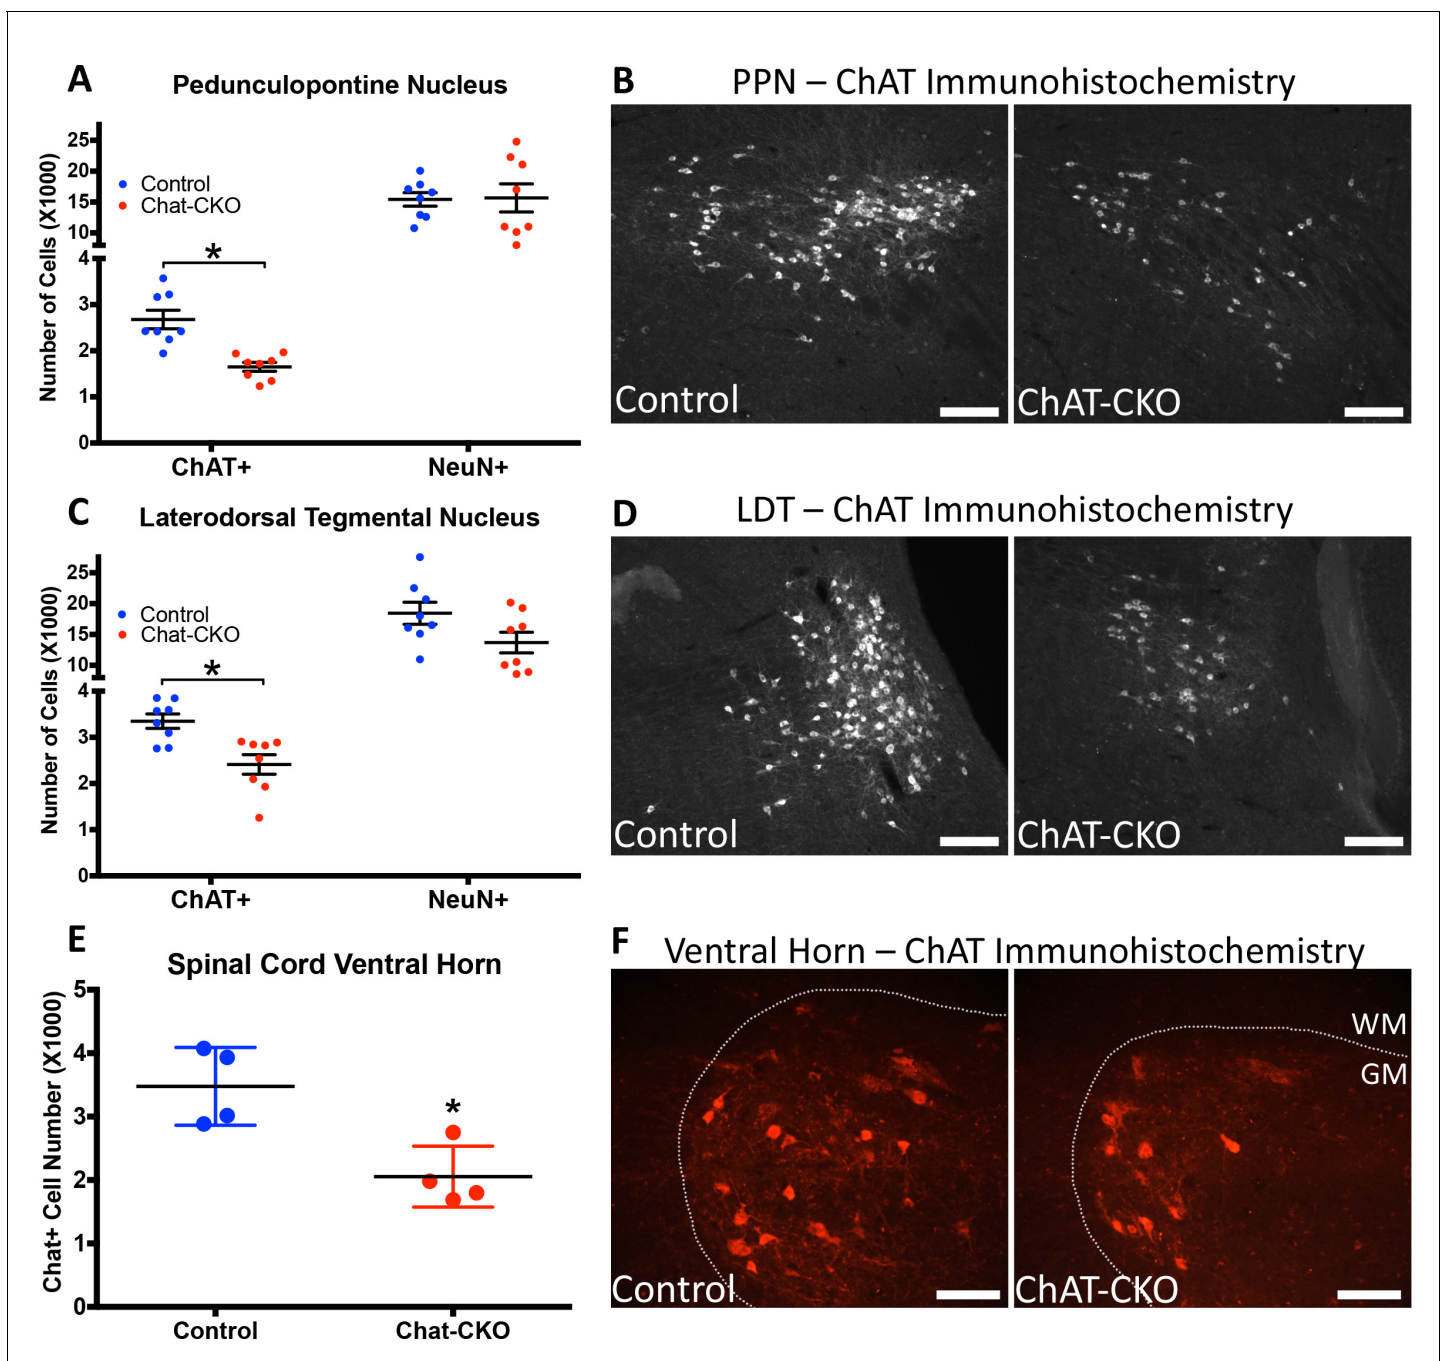 A
Pedunculopontine Nucleus
Number of Cells (X1000)
25
20
15
10
4
3
2
1
0
Control
Chat-CKO
*
ChAT+
NeuN+
B
PPN – ChAT Immunohistochemistry
Control
ChAT-CKO
C
Laterodorsal Tegmental Nucleus
Number of Cells (X1000)
25
20
15
10
4
3
2
1
0
Control
Chat-CKO
*
ChAT+
NeuN+
D
LDT – ChAT Immunohistochemistry
Control
ChAT-CKO
E
Spinal Cord Ventral Horn
Chat+ Cell Number (X1000)
5
4
3
2
1
0
*
Control
Chat-CKO
F
Ventral Horn – ChAT Immunohistochemistry
Control
WM
GM
ChAT-CKO